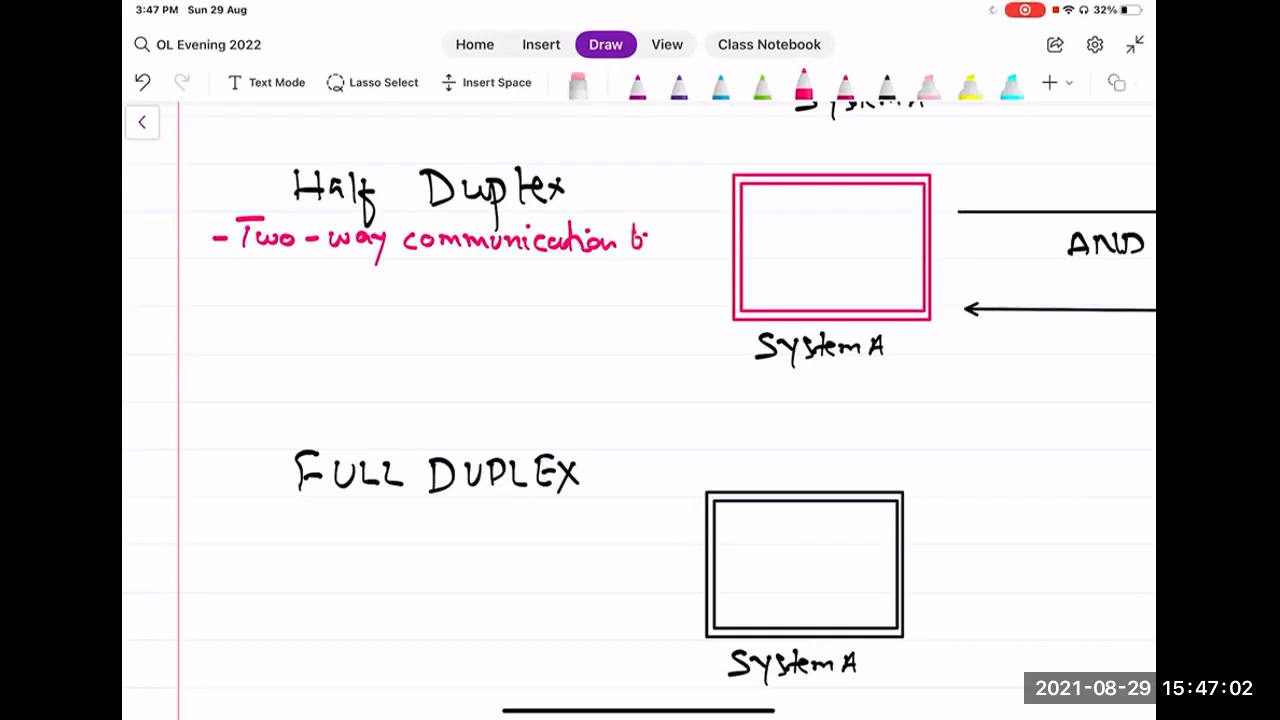 3:47 PM Sun 29 Aug
32%
OL Evening 2022
Home Insert Draw View Class Notebook
Text Mode Lasso Select Insert Space
System A
Half Duplex
- Two-way communication
AND
System A
FULL DUPLEX
System A
2021-08-29 15:47:02